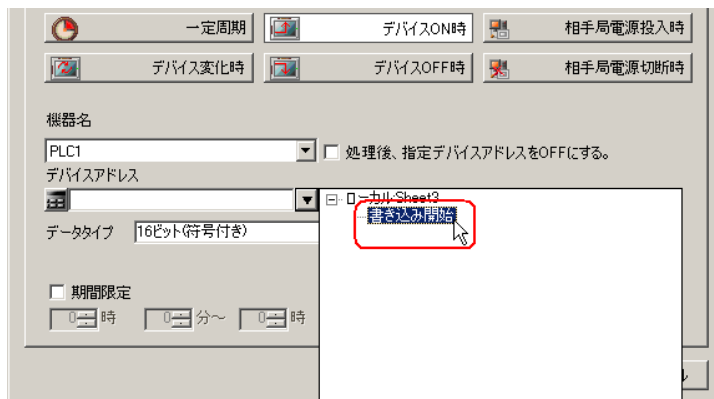 一定周期
デバイスON時
相手局電源投入時
デバイス変化時
デバイスOFF時
相手局電源切断時
機器名
PLC1
処理後、指定デバイスアドレスをOFFにする。
デバイスアドレス
ローカル:Sheet3
書き込み開始
データタイプ
16ビット(符号付き)
期間限定
0 時 0 分～ 0 時
ル